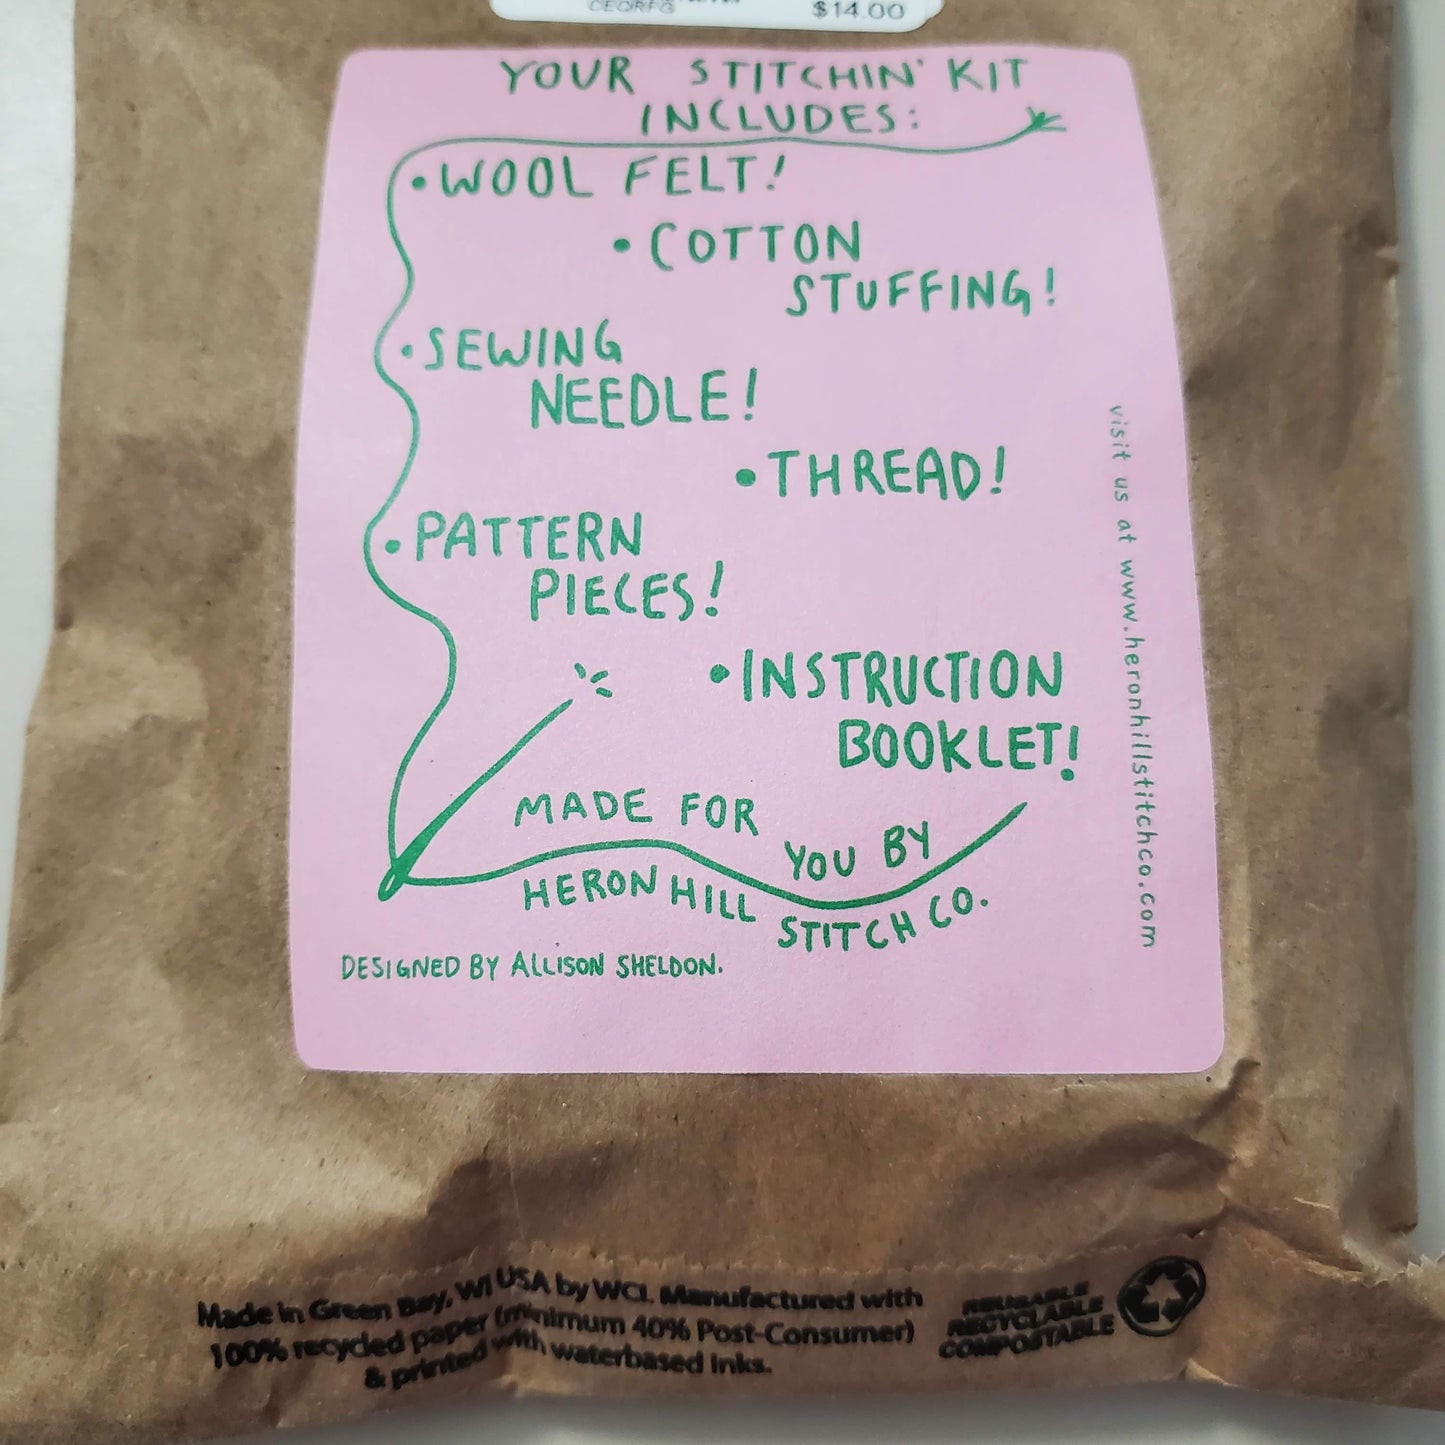 $14.00
YOUR STITCHIN' KIT
INCLUDES:
• WOOL FELT!
• COTTON
STUFFING!
• SEWING
NEEDLE!
• THREAD!
• PATTERN
PIECES!
• INSTRUCTION
BOOKLET!
MADE FOR YOU BY
HERON HILL STITCH CO.
DESIGNED BY ALLISON SHELDON.
visit us at www.heronhillstitchco.com
Made in Green Bay, WI USA by WCI. Manufactured with
100% recycled paper (minimum 40% Post-Consumer)
& printed with waterbased inks.
REUSABLE
RECYCLABLE
COMPOSTABLE